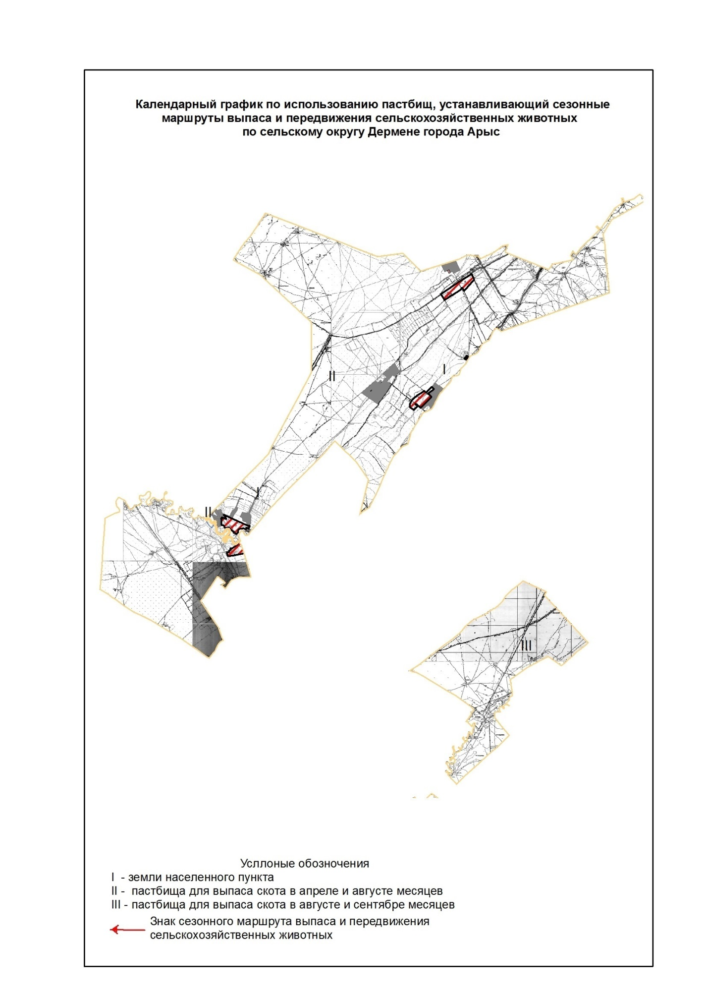 Календарный график по использованию пастбищ, устанавливающий сезонные
маршруты выпаса и передвижения сельскохозяйственных животных
по сельскому округу Дермене города Арыс
I
II
I
II
III
Усллоные обозночения
I - земли населенного пункта
II - пастбища для выпаса скота в апреле и августе месяцев
III - пастбища для выпаса скота в августе и сентябре месяцев
Знак сезонного маршрута выпаса и передвижения
сельскохозяйственных животных